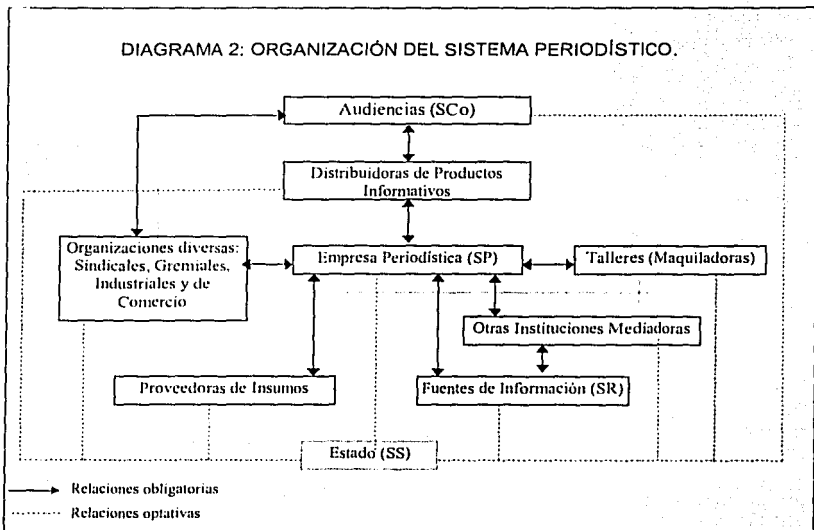 DIAGRAMA 2: ORGANIZACIÓN DEL SISTEMA PERIODÍSTICO.
Audiencias (SCo)
Distribuidoras de Productos
Informativos
Organizaciones diversas:
Sindicales, Gremiales,
Industriales y de
Comercio
Empresa Periodística (SP)
Talleres (Maquiladoras)
Otras Instituciones Mediadoras
Proveedoras de Insumos
Fuentes de Información (SR)
Estado (SS)
Relaciones obligatorias
Relaciones optativas